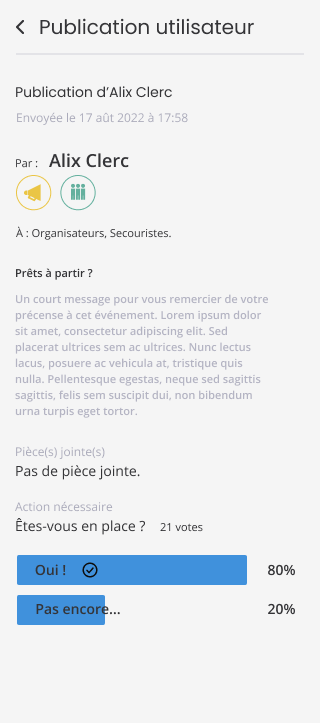 Publication utilisateur
Publication d'Alix Clerc
Envoyée le 17 aût 2022 à 17:58
Par : Alix Clerc
À : Organisateurs, Secouristes.
Prêts à partir ?
Un court message pour vous remercier de votre
précense à cet événement. Lorem ipsum dolor
sit amet, consectetur adipiscing elit. Sed
placerat ultrices sem ac ultrices. Nunc lectus
lacus, posuere ac vehicula at, tristique quis
nulla. Pellentesque egestas, neque sed sagittis
sagittis, felis sem suscipit dui, non bibendum
urna turpis eget tortor.
Pièce(s) jointe(s)
Pas de pièce jointe.
Action nécessaire
Êtes-vous en place ? 21 votes
Oui ! 80%
Pas encore... 20%